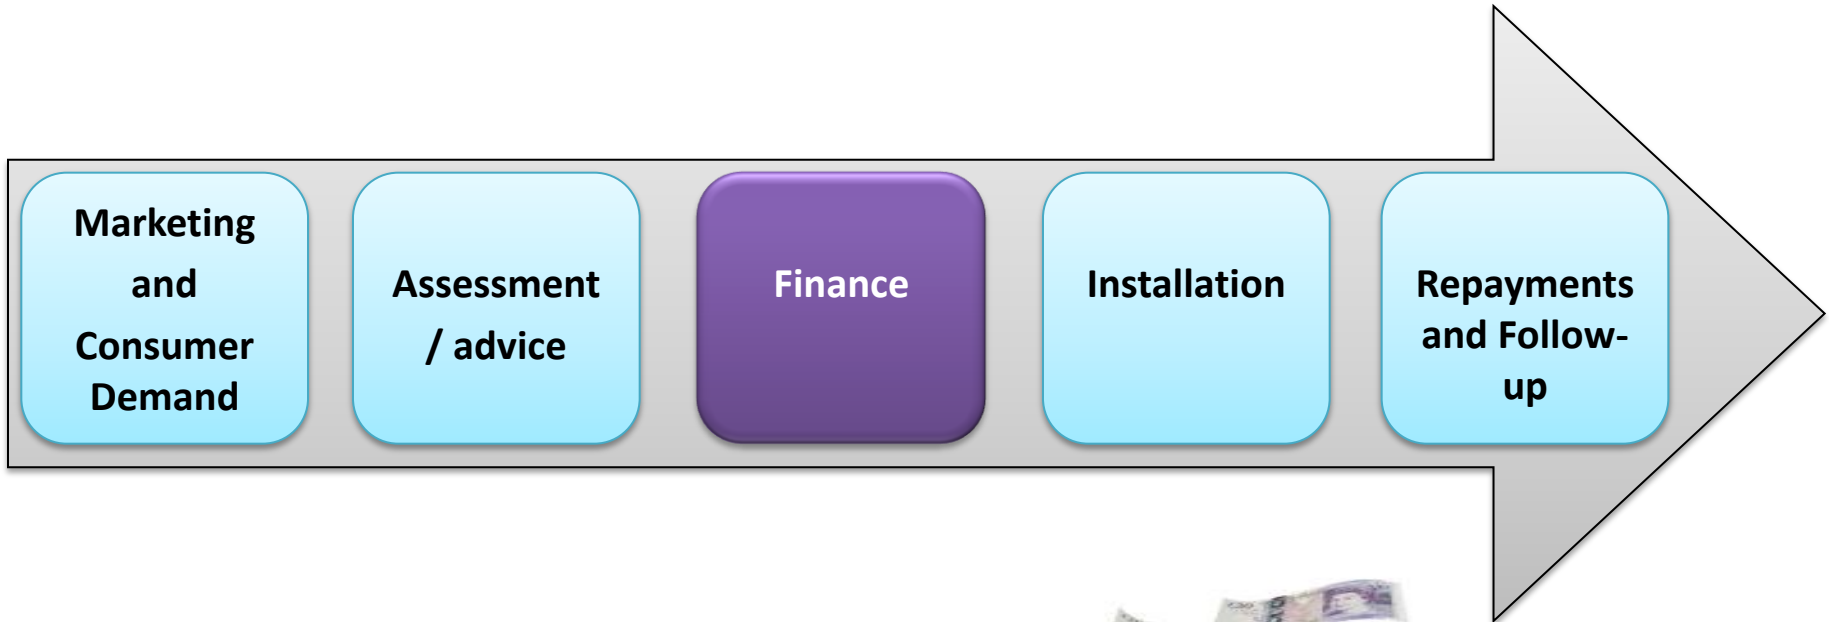 Marketing
and
Consumer
Demand
Assessment
/ advice
Finance
Installation
Repayments
and Follow-
up